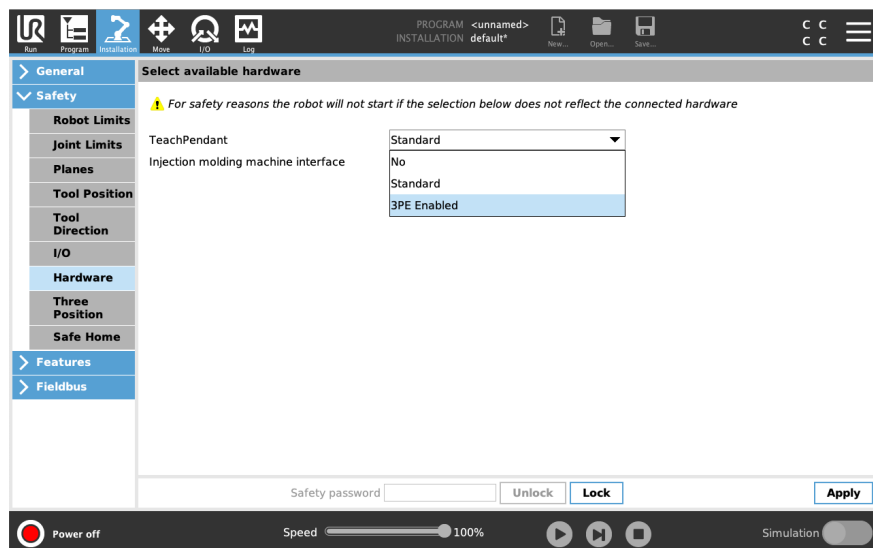 PROGRAM <unnamed>
INSTALLATION default*
C C
C C
Run Program Installation Move I/O Log New... Open... Save...
General
Safety
Robot Limits
Joint Limits
Planes
Tool Position
Tool
Direction
I/O
Hardware
Three
Position
Safe Home
Features
Fieldbus
Select available hardware
For safety reasons the robot will not start if the selection below does not reflect the connected hardware
TeachPendant Standard
Injection molding machine interface
No
Standard
3PE Enabled
Safety password Unlock Lock Apply
Power off Speed 100% Simulation